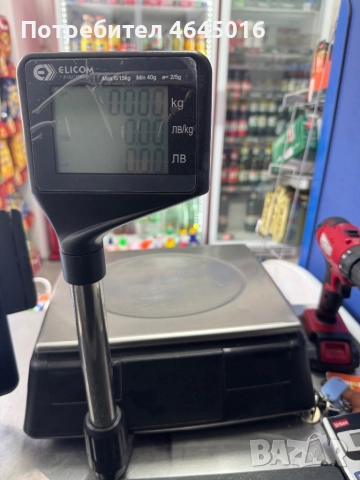 Потребител 4645016
ELICOM
Max 6/15kg Min 40g e= 2/5g
0.000 kg
0.00 ЛВ/kg
0.00 ЛВ
BAZAR